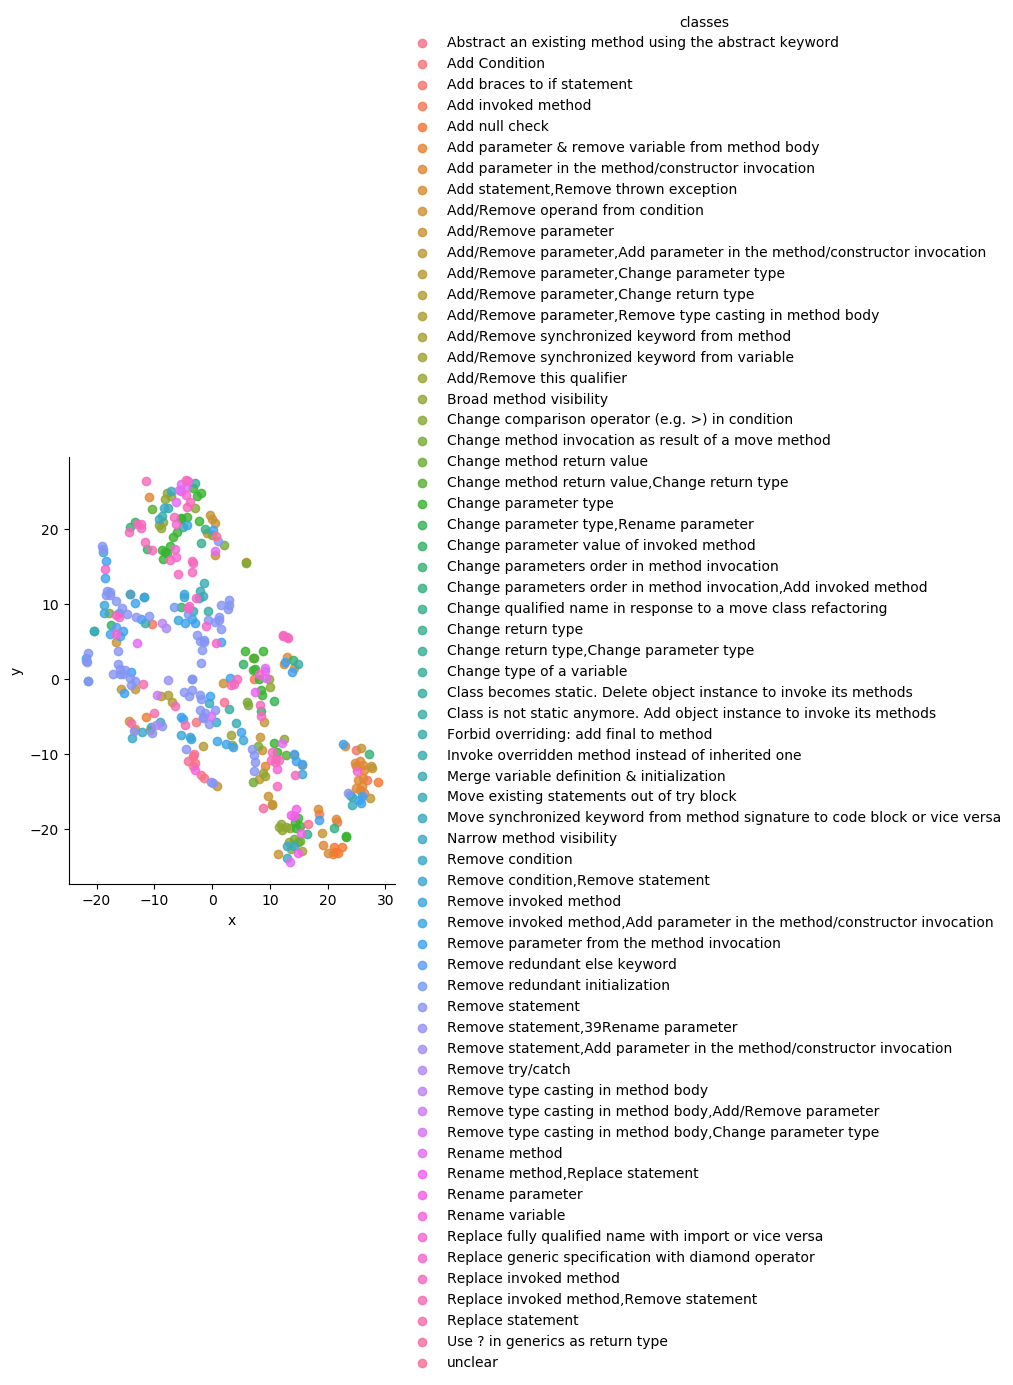 classes
Abstract an existing method using the abstract keyword
Add Condition
Add braces to if statement
Add invoked method
Add null check
Add parameter & remove variable from method body
Add parameter in the method/constructor invocation
Add statement,Remove thrown exception
Add/Remove operand from condition
Add/Remove parameter
Add/Remove parameter,Add parameter in the method/constructor invocation
Add/Remove parameter,Change parameter type
Add/Remove parameter,Change return type
Add/Remove parameter,Remove type casting in method body
Add/Remove synchronized keyword from method
Add/Remove synchronized keyword from variable
Add/Remove this qualifier
Broad method visibility
Change comparison operator (e.g. >) in condition
Change method invocation as result of a move method
Change method return value
Change method return value,Change return type
Change parameter type
Change parameter type,Rename parameter
Change parameter value of invoked method
Change parameters order in method invocation
Change parameters order in method invocation,Add invoked method
Change qualified name in response to a move class refactoring
Change return type
Change return type,Change parameter type
Change type of a variable
Class becomes static. Delete object instance to invoke its methods
Class is not static anymore. Add object instance to invoke its methods
Forbid overriding: add final to method
Invoke overridden method instead of inherited one
Merge variable definition & initialization
Move existing statements out of try block
Move synchronized keyword from method signature to code block or vice versa
Narrow method visibility
Remove condition
Remove condition,Remove statement
Remove invoked method
Remove invoked method,Add parameter in the method/constructor invocation
Remove parameter from the method invocation
Remove redundant else keyword
Remove redundant initialization
Remove statement
Remove statement,39Rename parameter
Remove statement,Add parameter in the method/constructor invocation
Remove try/catch
Remove type casting in method body
Remove type casting in method body,Add/Remove parameter
Remove type casting in method body,Change parameter type
Rename method
Rename method,Replace statement
Rename parameter
Rename variable
Replace fully qualified name with import or vice versa
Replace generic specification with diamond operator
Replace invoked method
Replace invoked method,Remove statement
Replace statement
Use ? in generics as return type
unclear
20
10
0
−10
−20
y
−20 −10 0 10 20 30
x